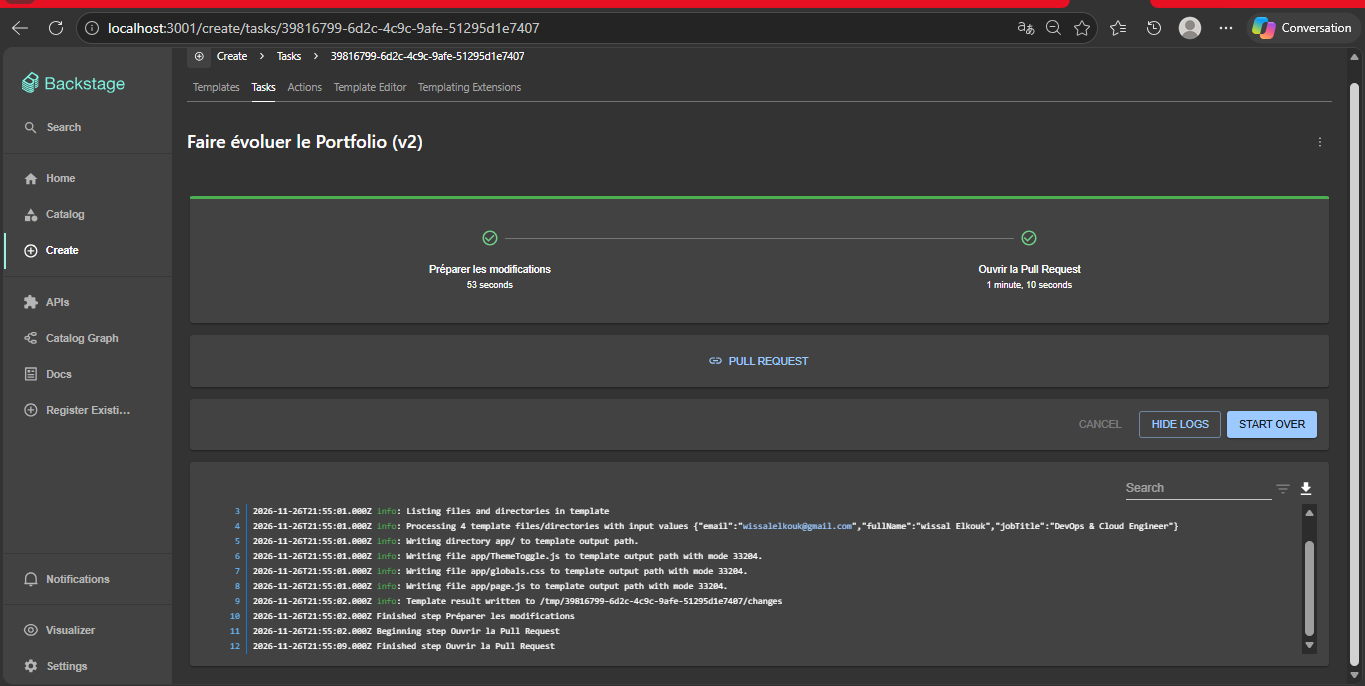 localhost:3001/create/tasks/39816799-6d2c-4c9c-9afe-51295d1e7407
Conversation
Backstage
Search
Home
Catalog
Create
APIs
Catalog Graph
Docs
Register Existi...
Notifications
Visualizer
Settings
Create > Tasks > 39816799-6d2c-4c9c-9afe-51295d1e7407
Templates Tasks Actions Template Editor Templating Extensions
Faire évoluer le Portfolio (v2)
Préparer les modifications
53 seconds
Ouvrir la Pull Request
1 minute, 10 seconds
PULL REQUEST
CANCEL HIDE LOGS START OVER
Search
3 2026-11-26T21:55:01.000Z info: Listing files and directories in template
4 2026-11-26T21:55:01.000Z info: Processing 4 template files/directories with input values {"email":"wissalelkouk@gmail.com","fullName":"wissal Elkouk","jobTitle":"DevOps & Cloud Engineer"}
5 2026-11-26T21:55:01.000Z info: Writing directory app/ to template output path.
6 2026-11-26T21:55:01.000Z info: Writing file app/ThemeToggle.js to template output path with mode 33204.
7 2026-11-26T21:55:01.000Z info: Writing file app/globals.css to template output path with mode 33204.
8 2026-11-26T21:55:01.000Z info: Writing file app/page.js to template output path with mode 33204.
9 2026-11-26T21:55:02.000Z info: Template result written to /tmp/39816799-6d2c-4c9c-9afe-51295d1e7407/changes
10 2026-11-26T21:55:02.000Z Finished step Préparer les modifications
11 2026-11-26T21:55:02.000Z Beginning step Ouvrir la Pull Request
12 2026-11-26T21:55:09.000Z Finished step Ouvrir la Pull Request